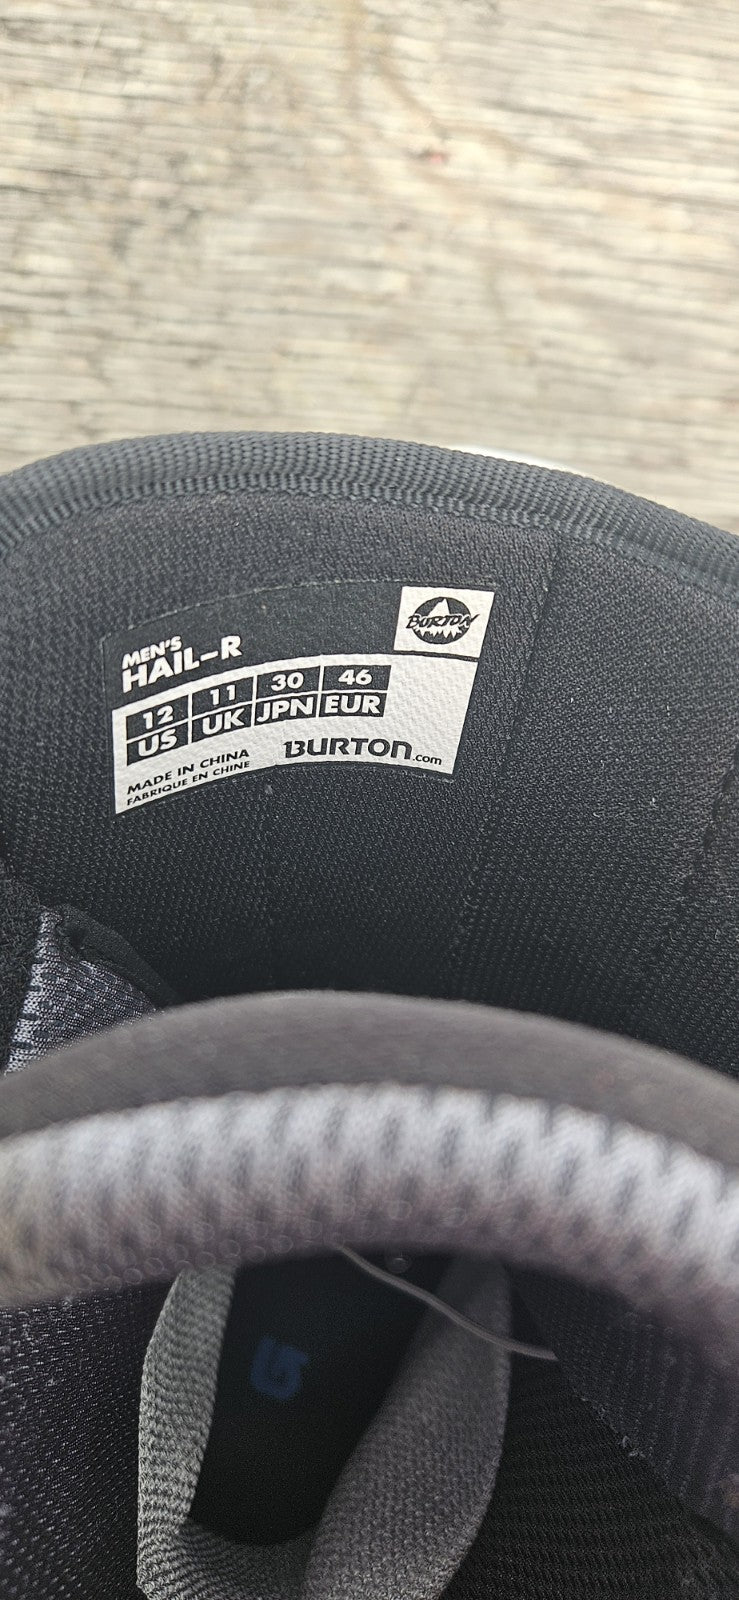 MEN'S
HAIL-R
BURTON
12 11 30 46
US UK JPN EUR
MADE IN CHINA
FABRIQUE EN CHINE
BURTON.com